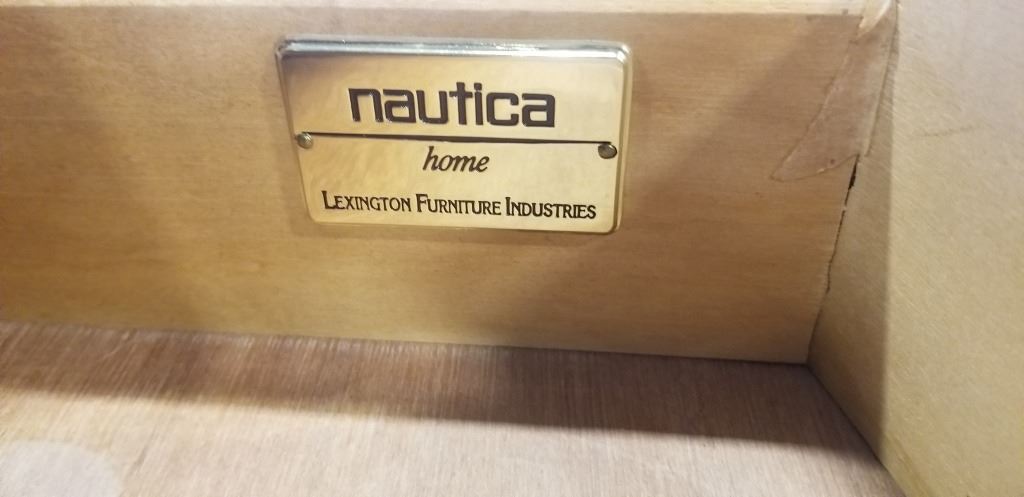 nautica
home
Lexington Furniture Industries